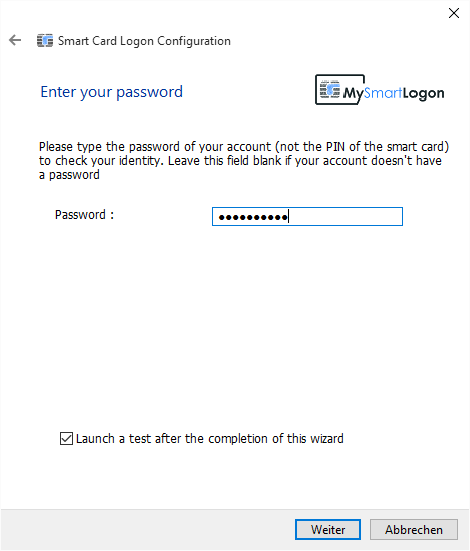 Smart Card Logon Configuration
Enter your password
MySmartLogon
Please type the password of your account (not the PIN of the smart card)
to check your identity. Leave this field blank if your account doesn't have
a password
Password : ●●●●●●●●●●
Launch a test after the completion of this wizard
Weiter Abbrechen